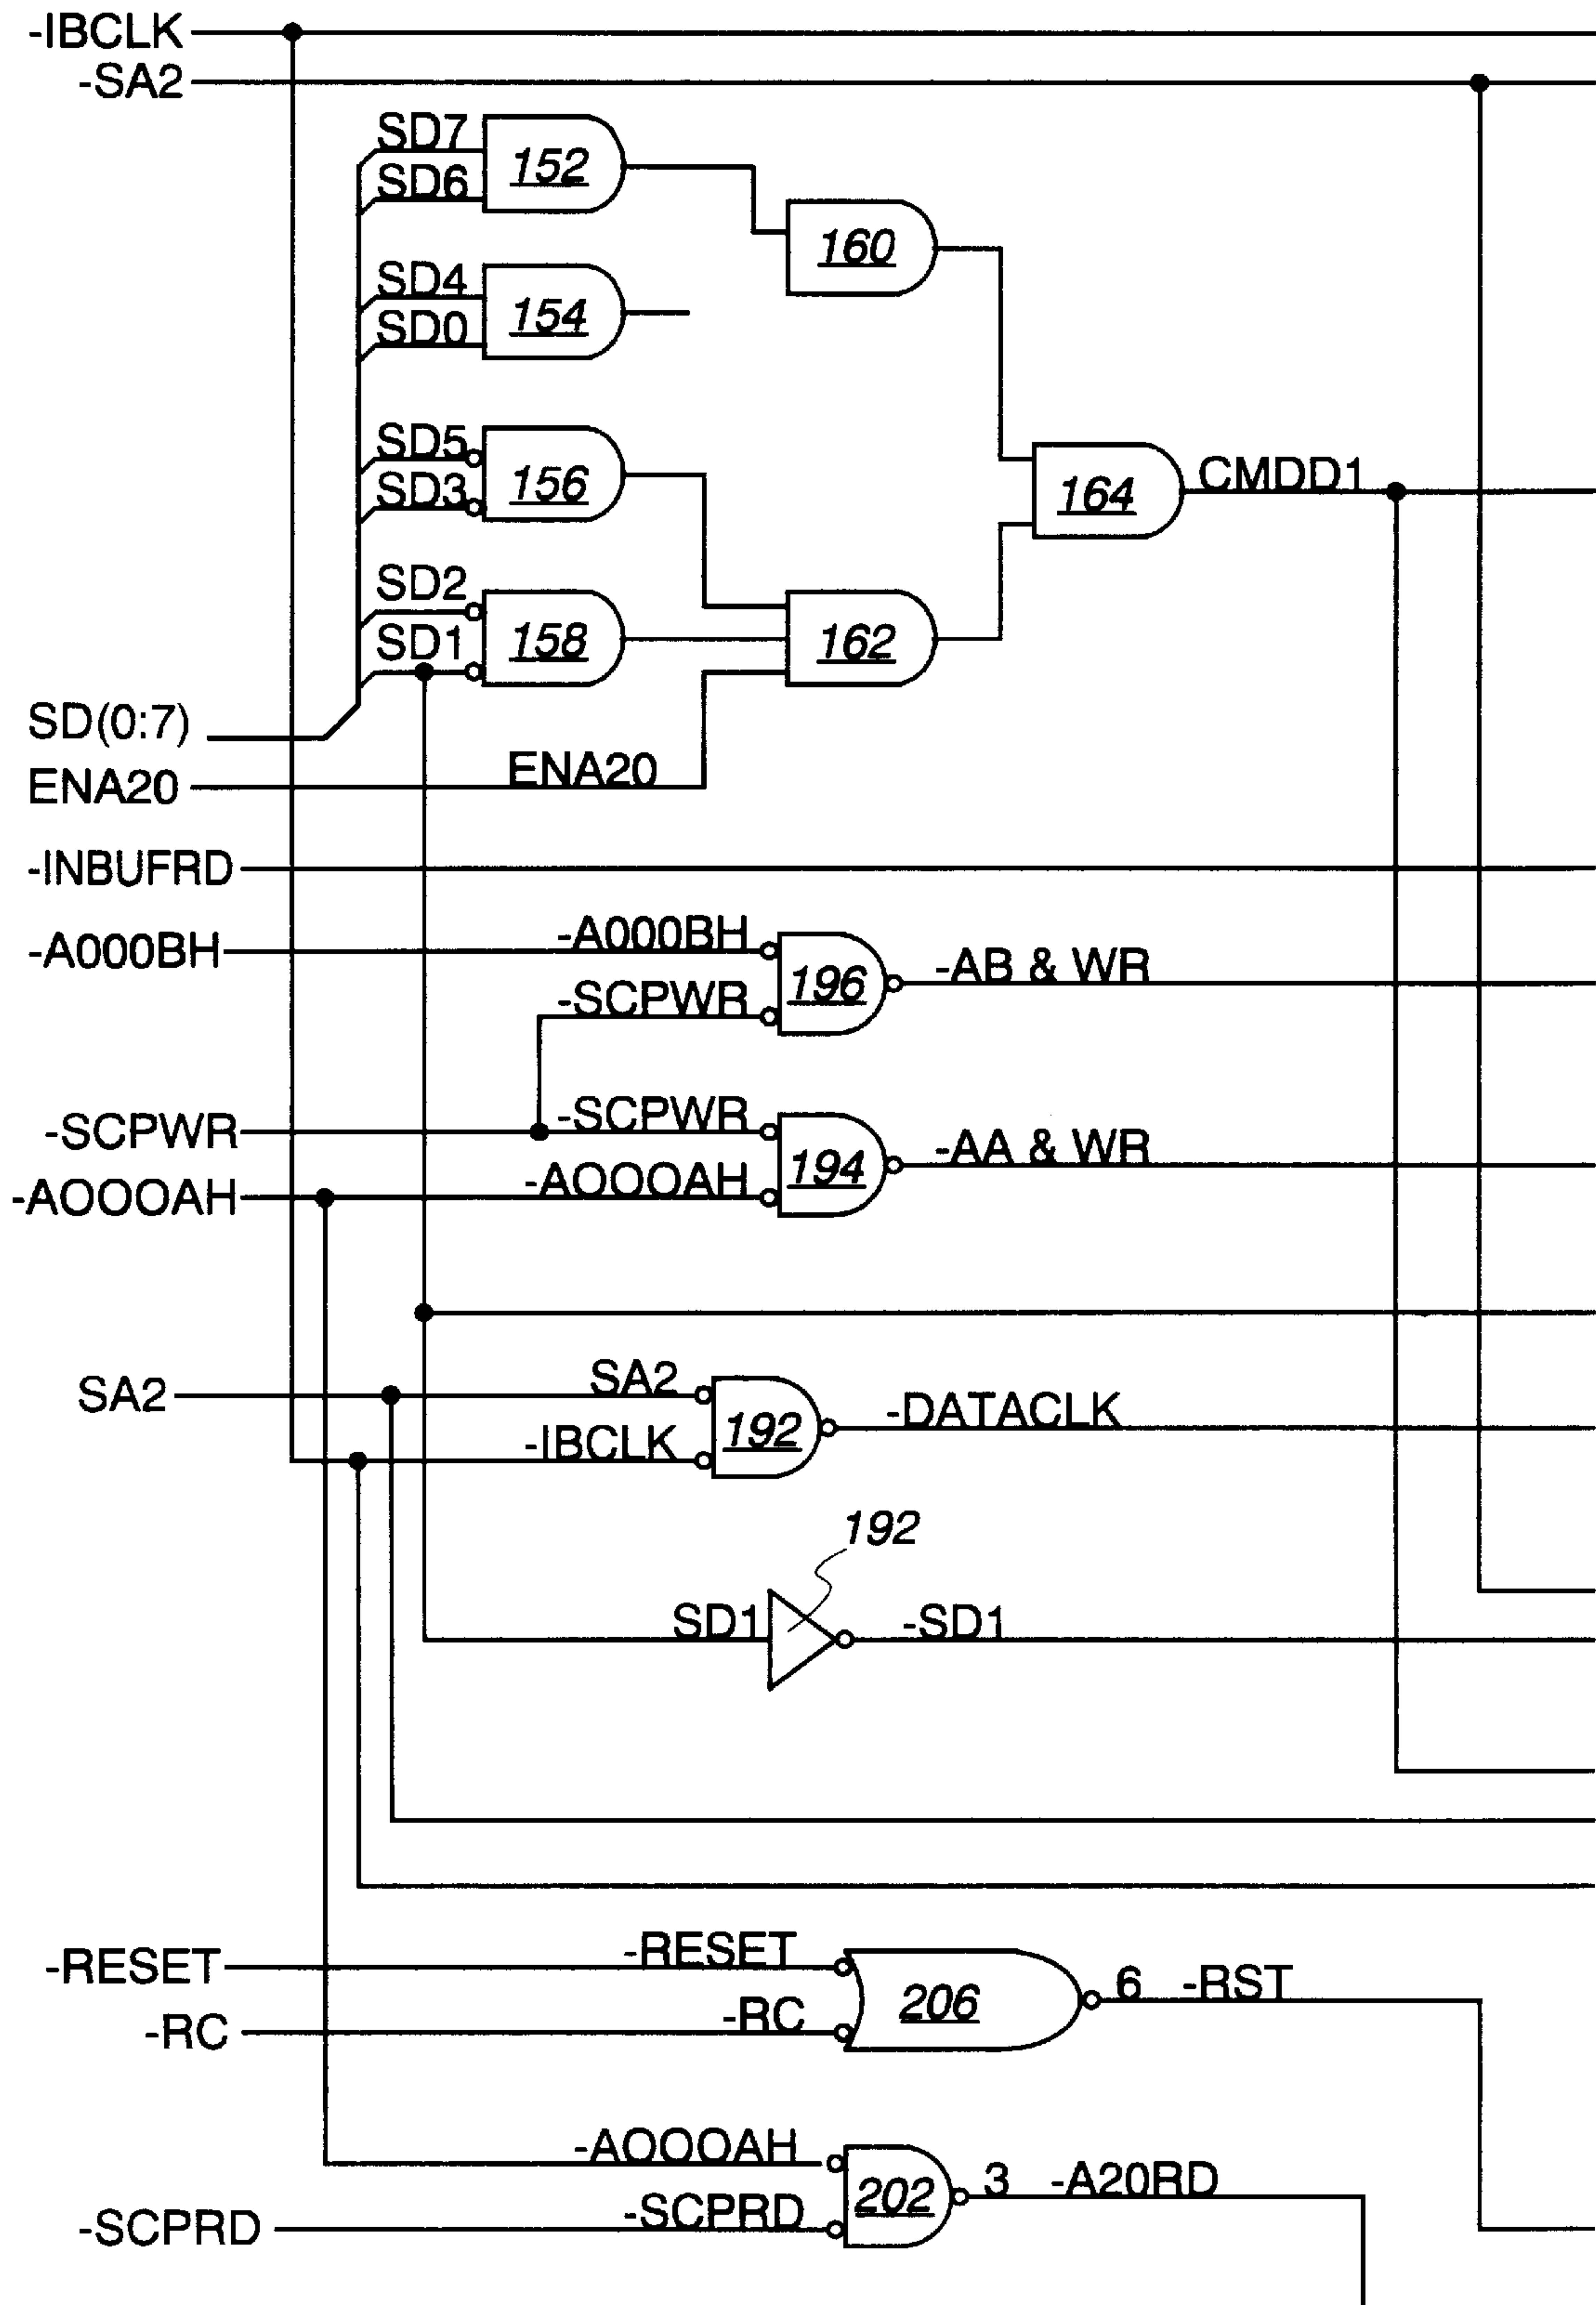 -IBCLK
-SA2
SD7
152
SD6
160
SD4
154
SD0
SD5
156
SD3
164
CMDD1
SD2
158
162
SD1
SD(0:7)
ENA20
ENA20
-INBUFRD
-A000BH
-A000BH
196
-AB & WR
-SCPWR
-SCPWR
-SCPWR
194
-AA & WR
-AOOOAH
-AOOOAH
SA2
SA2
192
-DATACLK
-IBCLK
192
SD1
-SD1
-RESET
-RESET
206
6
-RST
-RC
-RC
-AOOOAH
202
3
-A20RD
-SCPRD
-SCPRD